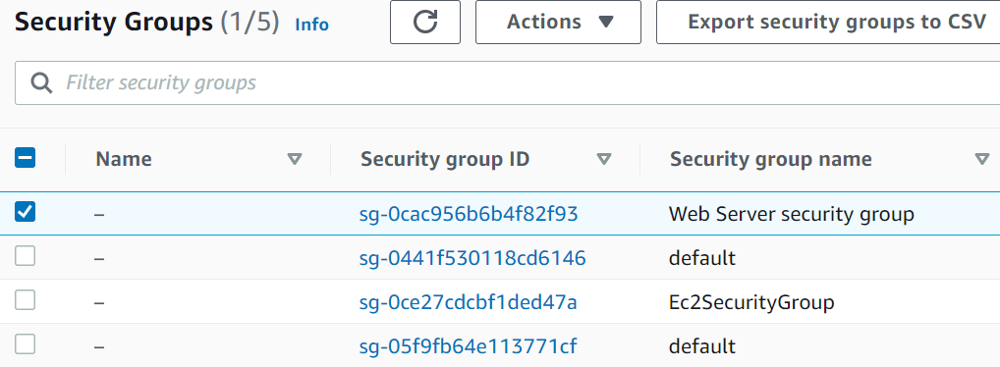 Security Groups (1/5) Info Actions Export security groups to CSV
Filter security groups
Name Security group ID Security group name
– sg-0cac956b6b4f82f93 Web Server security group
– sg-0441f530118cd6146 default
– sg-0ce27cdcbf1ded47a Ec2SecurityGroup
– sg-05f9fb64e113771cf default